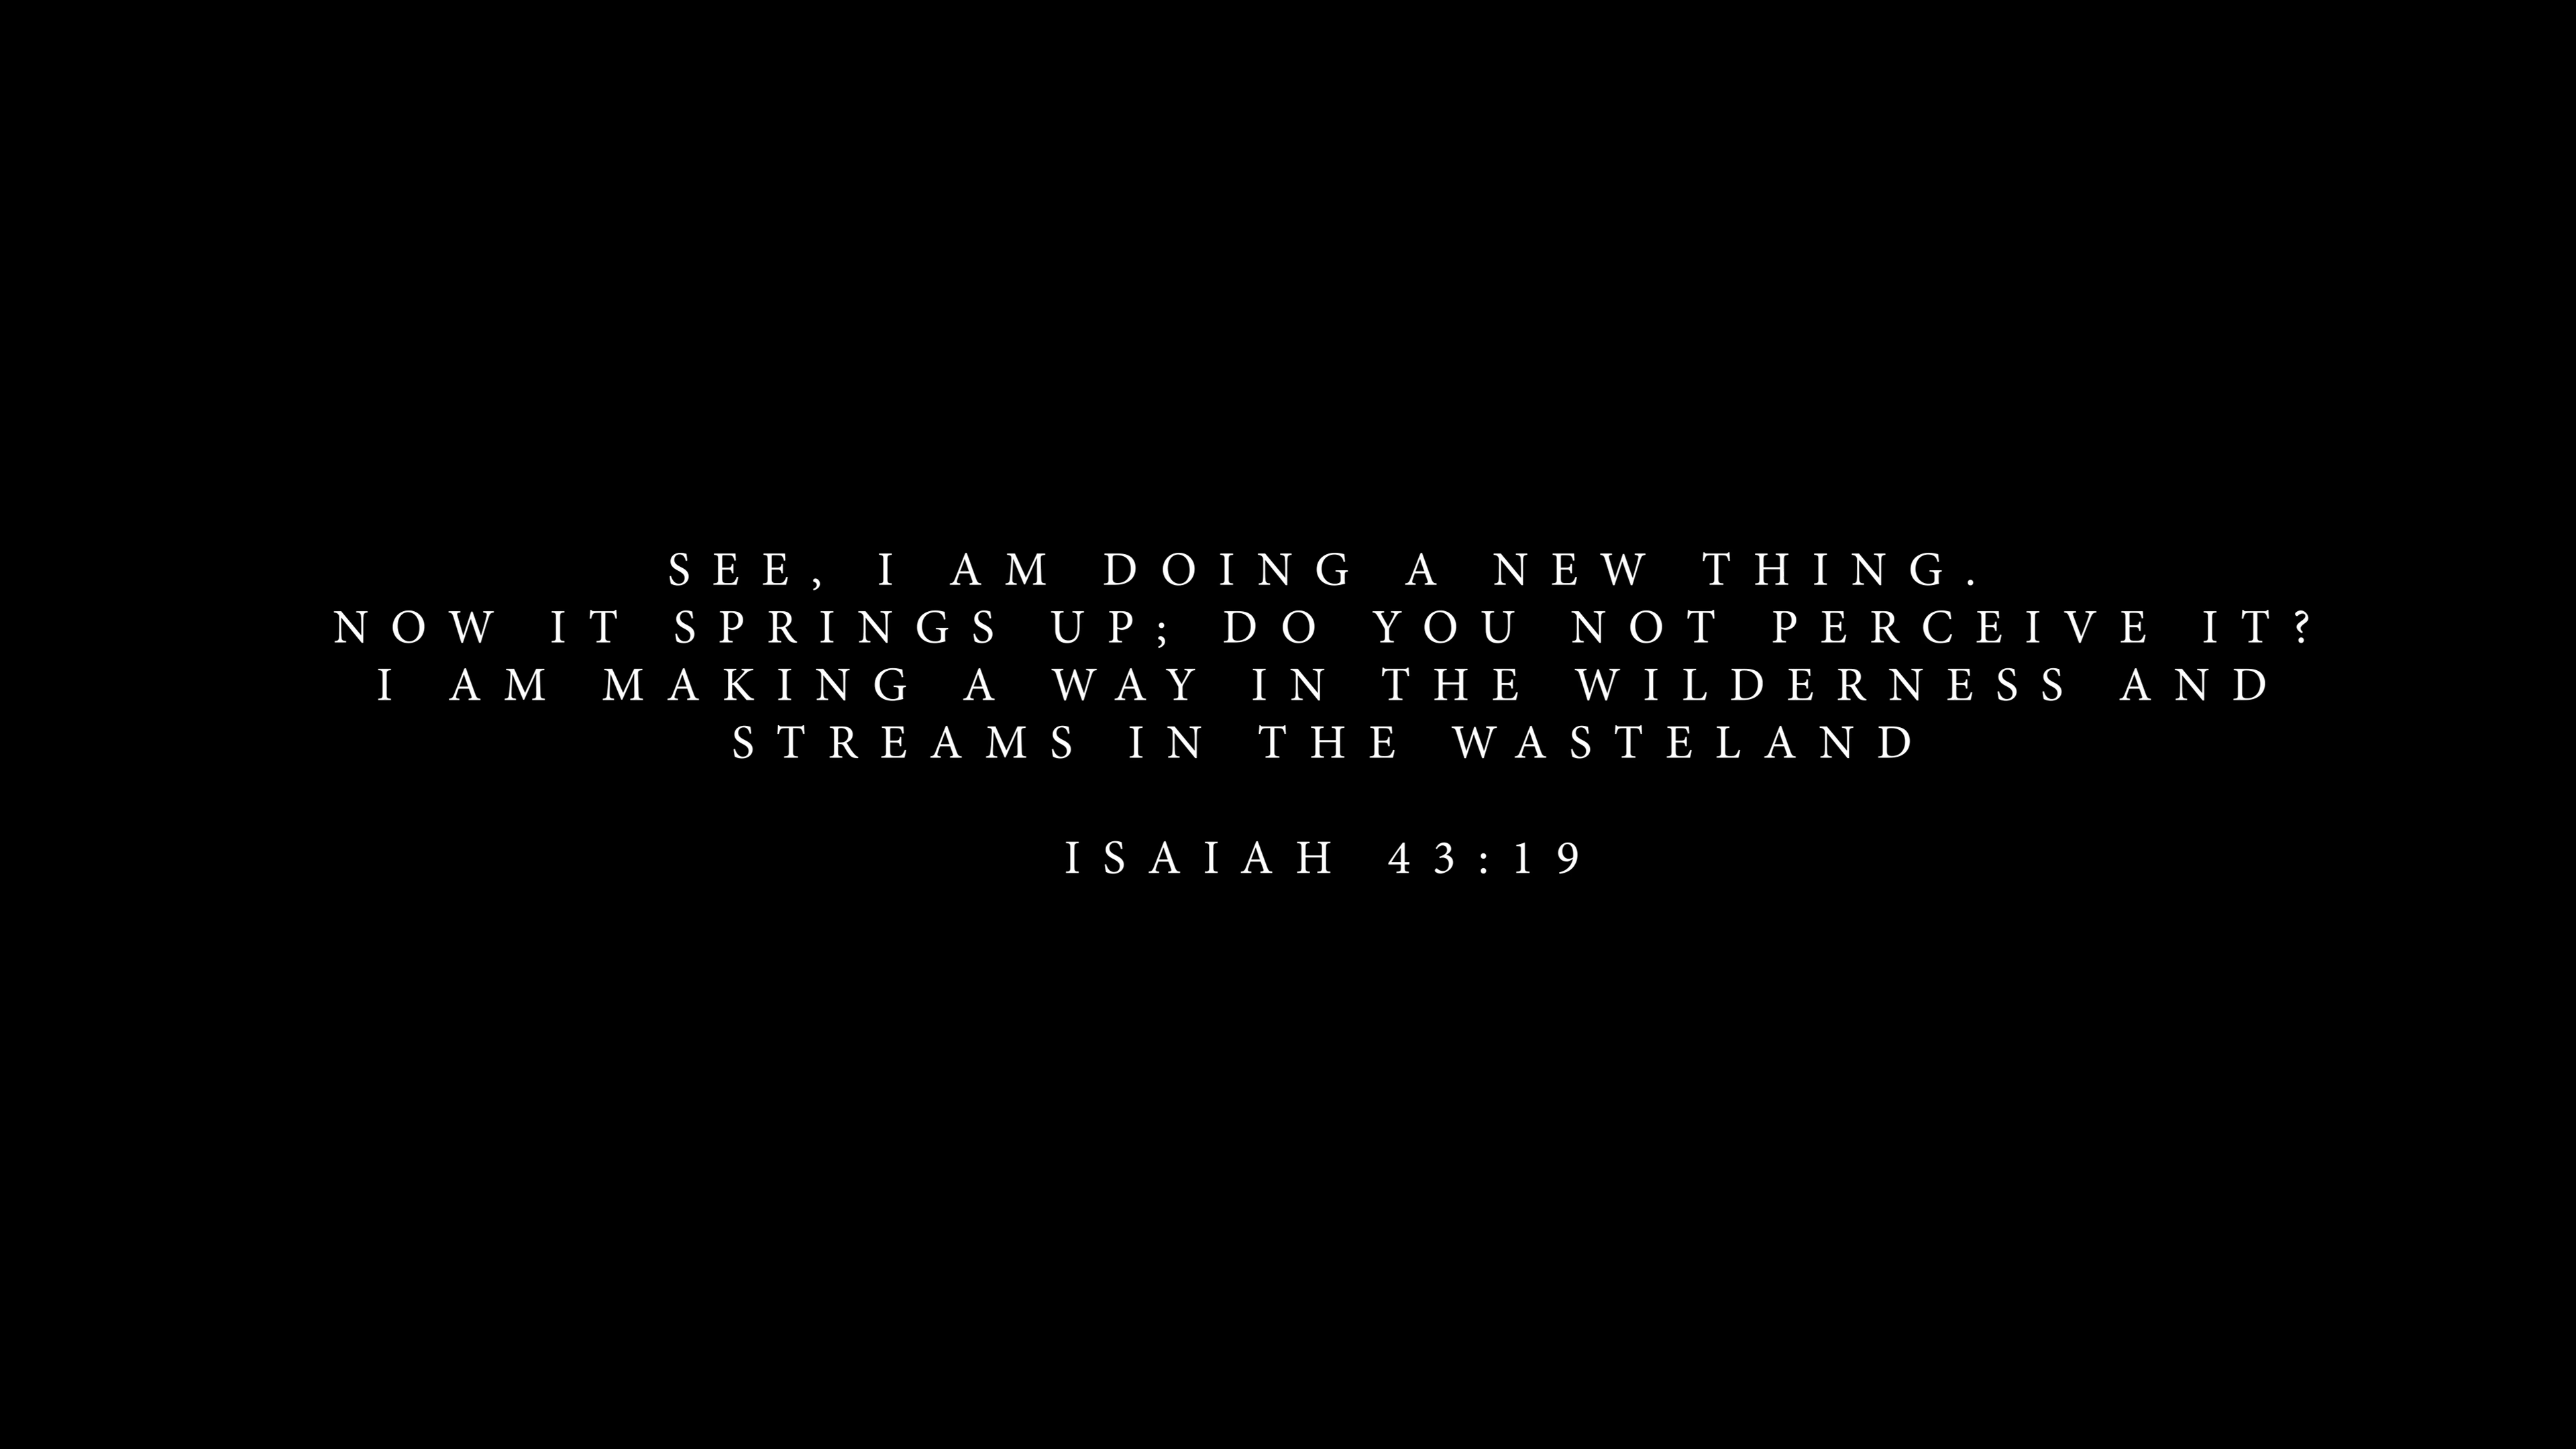 SEE, I AM DOING A NEW THING.
NOW IT SPRINGS UP; DO YOU NOT PERCEIVE IT?
I AM MAKING A WAY IN THE WILDERNESS AND
STREAMS IN THE WASTELAND
ISAIAH 43:19